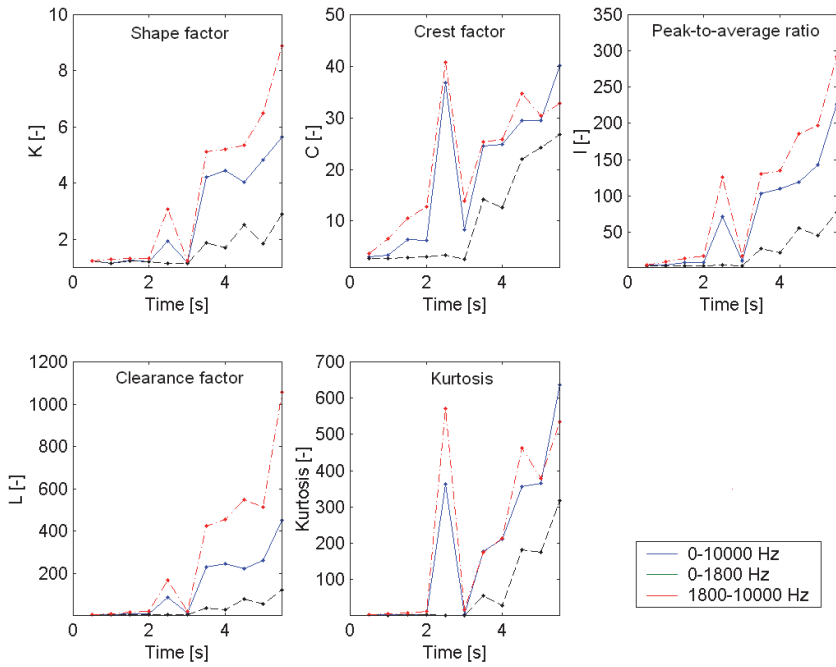 Shape factor
10
8
6
4
2
K [-]
0
2
4
Time [s]
Crest factor
50
40
30
20
10
C [-]
0
2
4
Time [s]
Peak-to-average ratio
350
300
250
200
150
100
50
I [-]
0
2
4
Time [s]
Clearance factor
1200
1000
800
600
400
200
L [-]
0
2
4
Time [s]
Kurtosis
700
600
500
400
300
200
100
Kurtosis [-]
0
2
4
Time [s]
0-10000 Hz
0-1800 Hz
1800-10000 Hz